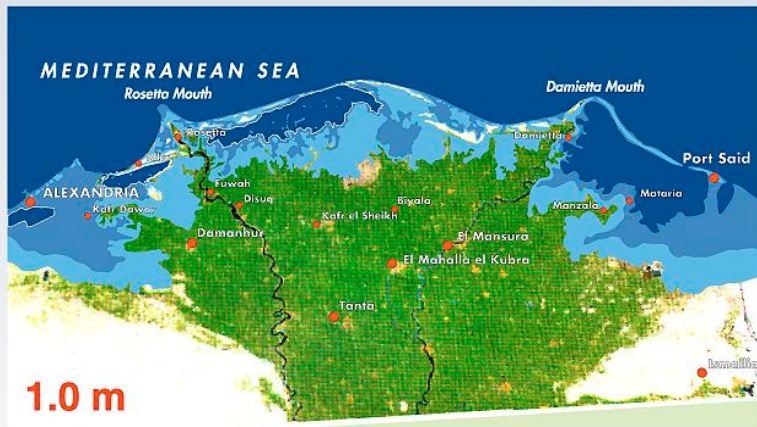 MEDITERRANEAN SEA
Rosetta Mouth
Damietta Mouth
Rosetta
Damietta
Port Said
Fuwah
ALEXANDRIA
Disuq
Biyala
Manzala
Mataria
Kafr Dawar
Kafr el Sheikh
Damanhur
El Mansura
El Mahalla el Kubra
Tanta
Ismailia
1.0 m